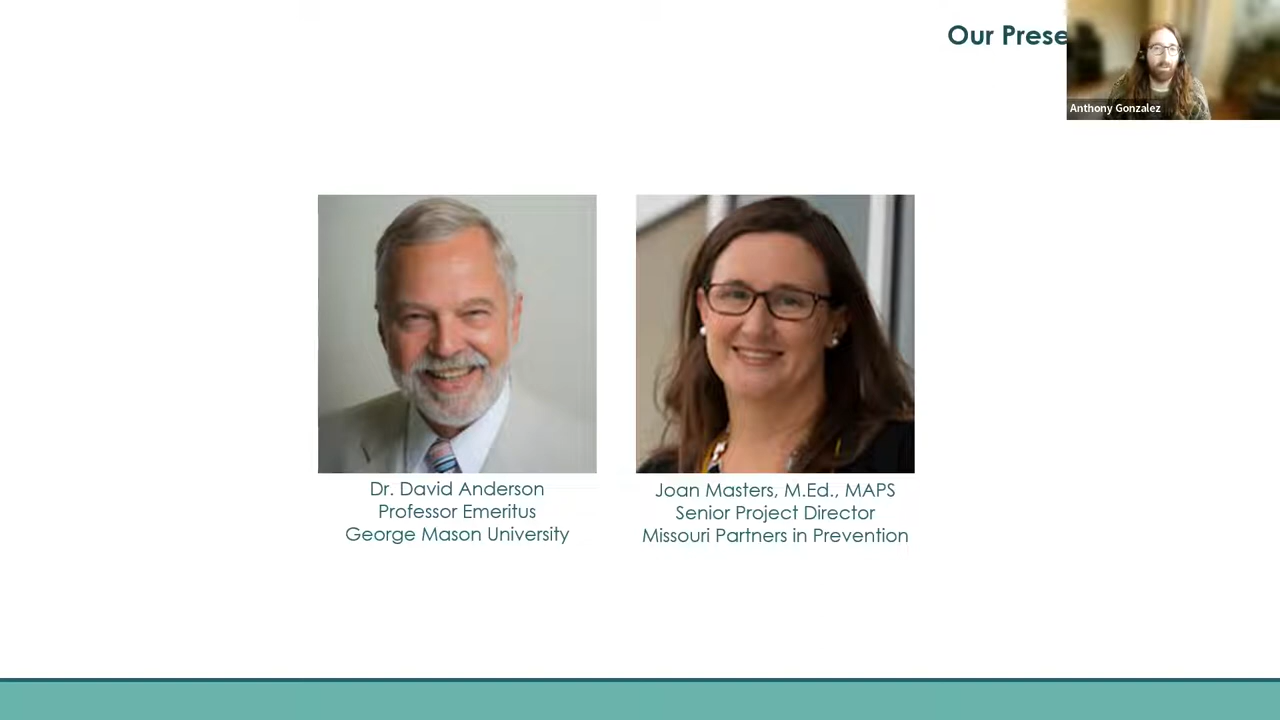 Our Prese
Anthony Gonzalez
Dr. David Anderson
Professor Emeritus
George Mason University
Joan Masters, M.Ed., MAPS
Senior Project Director
Missouri Partners in Prevention